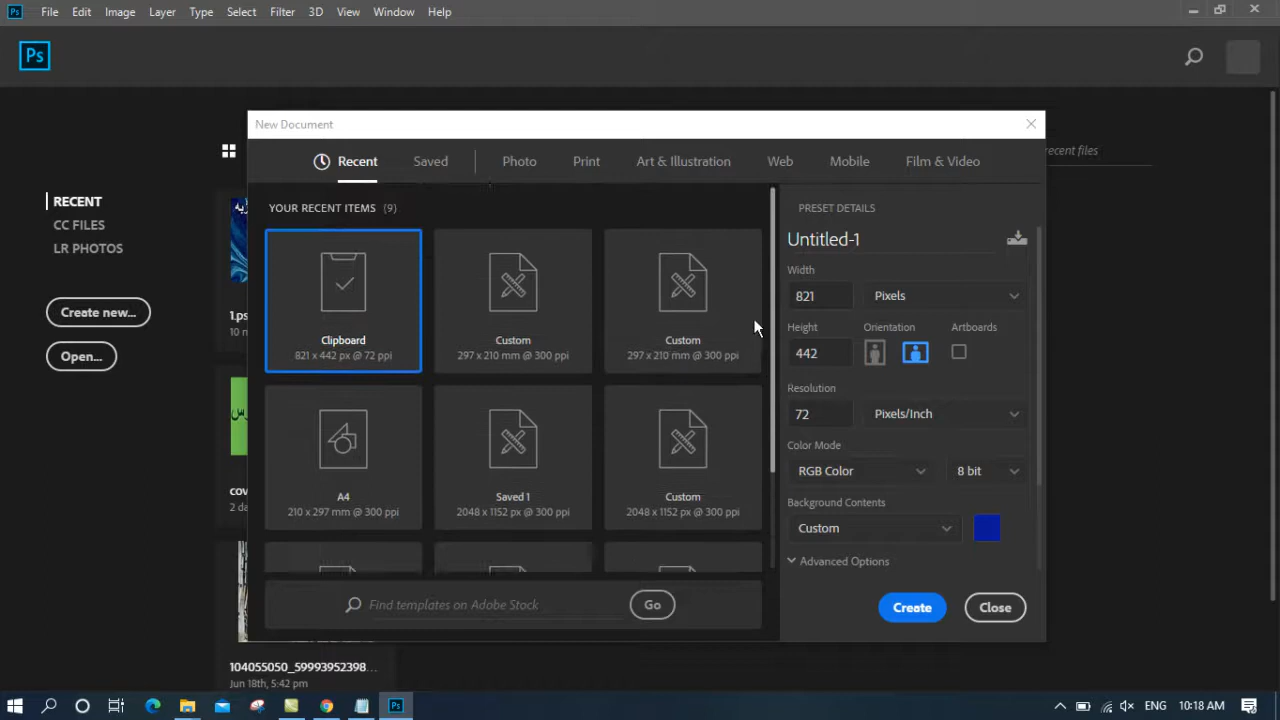 Ps File Edit Image Layer Type Select Filter 3D View Window Help
Ps
New Document
recent files
Recent Saved Photo Print Art & Illustration Web Mobile Film & Video
RECENT
CC FILES
LR PHOTOS
Create new...
Open...
1.ps
10 m
cov
2 da
104055050_59993952398...
Jun 18th, 5:42 pm
YOUR RECENT ITEMS (9)
Clipboard
821 x 442 px @ 72 ppi
Custom
297 x 210 mm @ 300 ppi
Custom
297 x 210 mm @ 300 ppi
A4
210 x 297 mm @ 300 ppi
Saved 1
2048 x 1152 px @ 300 ppi
Custom
2048 x 1152 px @ 300 ppi
Find templates on Adobe Stock Go
PRESET DETAILS
Untitled-1
Width
821 Pixels
Height Orientation Artboards
442
Resolution
72 Pixels/Inch
Color Mode
RGB Color 8 bit
Background Contents
Custom
Advanced Options
Create Close
Ps ENG 10:18 AM